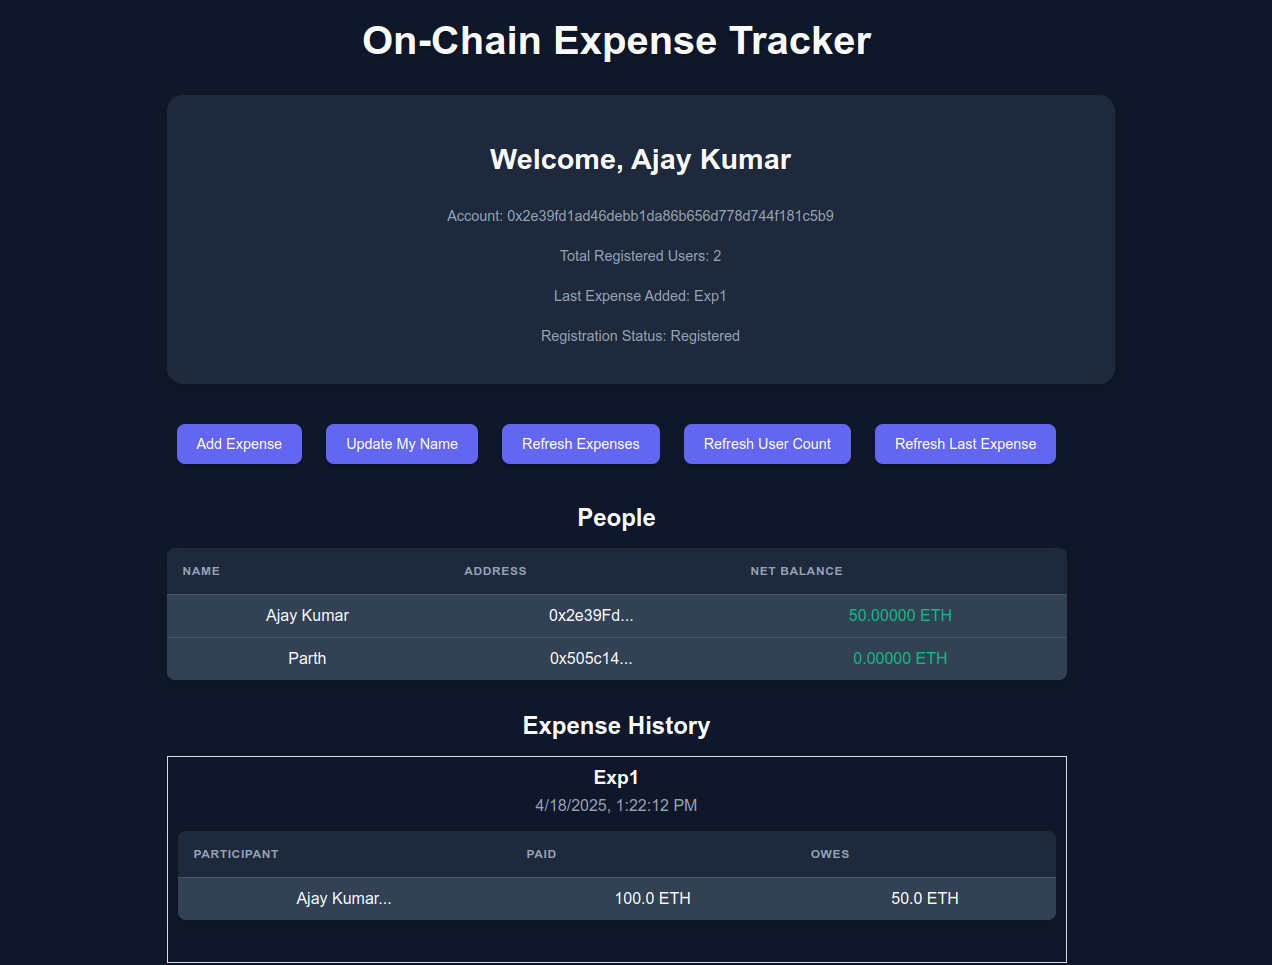 On-Chain Expense Tracker
Welcome, Ajay Kumar
Account: 0x2e39fd1ad46debb1da86b656d778d744f181c5b9
Total Registered Users: 2
Last Expense Added: Exp1
Registration Status: Registered
Add Expense Update My Name Refresh Expenses Refresh User Count Refresh Last Expense
People
NAME ADDRESS NET BALANCE
Ajay Kumar 0x2e39Fd... 50.00000 ETH
Parth 0x505c14... 0.00000 ETH
Expense History
Exp1
4/18/2025, 1:22:12 PM
PARTICIPANT PAID OWES
Ajay Kumar... 100.0 ETH 50.0 ETH